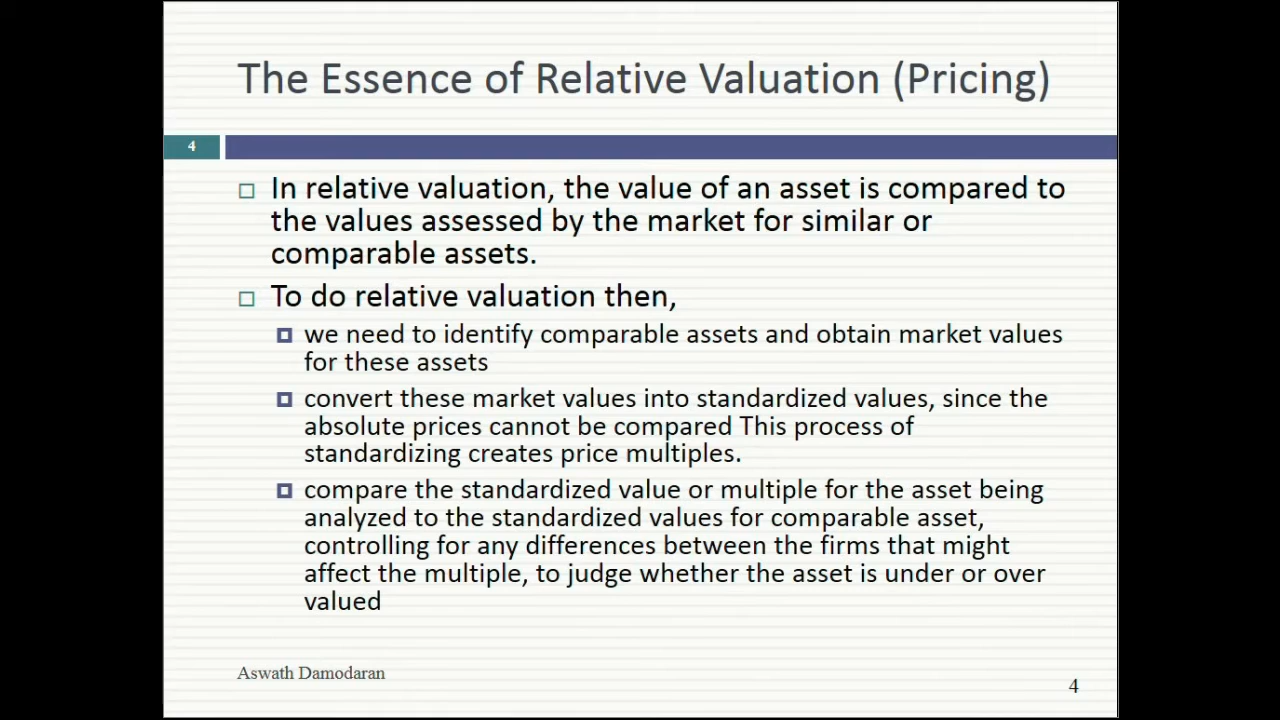 The Essence of Relative Valuation (Pricing)
4
In relative valuation, the value of an asset is compared to
the values assessed by the market for similar or
comparable assets.
To do relative valuation then,
we need to identify comparable assets and obtain market values
for these assets
convert these market values into standardized values, since the
absolute prices cannot be compared This process of
standardizing creates price multiples.
compare the standardized value or multiple for the asset being
analyzed to the standardized values for comparable asset,
controlling for any differences between the firms that might
affect the multiple, to judge whether the asset is under or over
valued
Aswath Damodaran
4